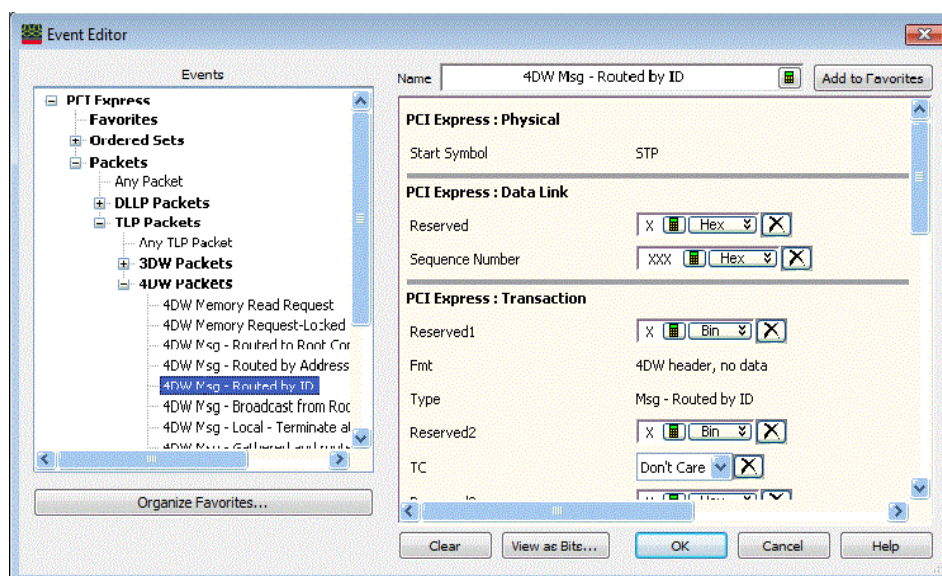 Event Editor
Events
PCI Express
Favorites
Ordered Sets
Packets
Any Packet
DLLP Packets
TLP Packets
Any TLP Packet
3DW Packets
4DW Packets
4DW Memory Read Request
4DW Memory Request-Locked
4DW Msg - Routed to Root Cor
4DW Msg - Routed by Address
4DW Msg - Routed by ID
4DW Msg - Broadcast from Roc
4DW Msg - Local - Terminate al
Organize Favorites...
Name 4DW Msg - Routed by ID Add to Favorites
PCI Express : Physical
Start Symbol STP
PCI Express : Data Link
Reserved X Hex
Sequence Number XXX Hex
PCI Express : Transaction
Reserved1 X Bin
Fmt 4DW header, no data
Type Msg - Routed by ID
Reserved2 X Bin
TC Don't Care
Clear View as Bits... OK Cancel Help